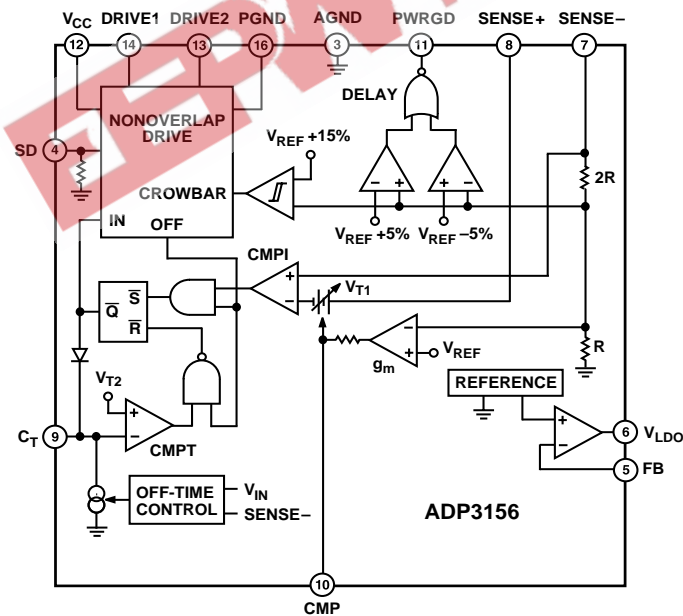 VCC DRIVE1 DRIVE2 PGND AGND PWRGD SENSE+ SENSE–
12 14 13 16 3 11 8 7
DELAY
NONOVERLAP
DRIVE
VREF +15%
SD 4
2R
CROWBAR
IN
OFF
VREF +5% VREF –5%
CMPI
VT1
S
Q
R
VREF
gm
R
VT2
REFERENCE
CMPT
CT 9
6 VLDO
5 FB
OFF-TIME
CONTROL
VIN
SENSE–
ADP3156
10
CMP